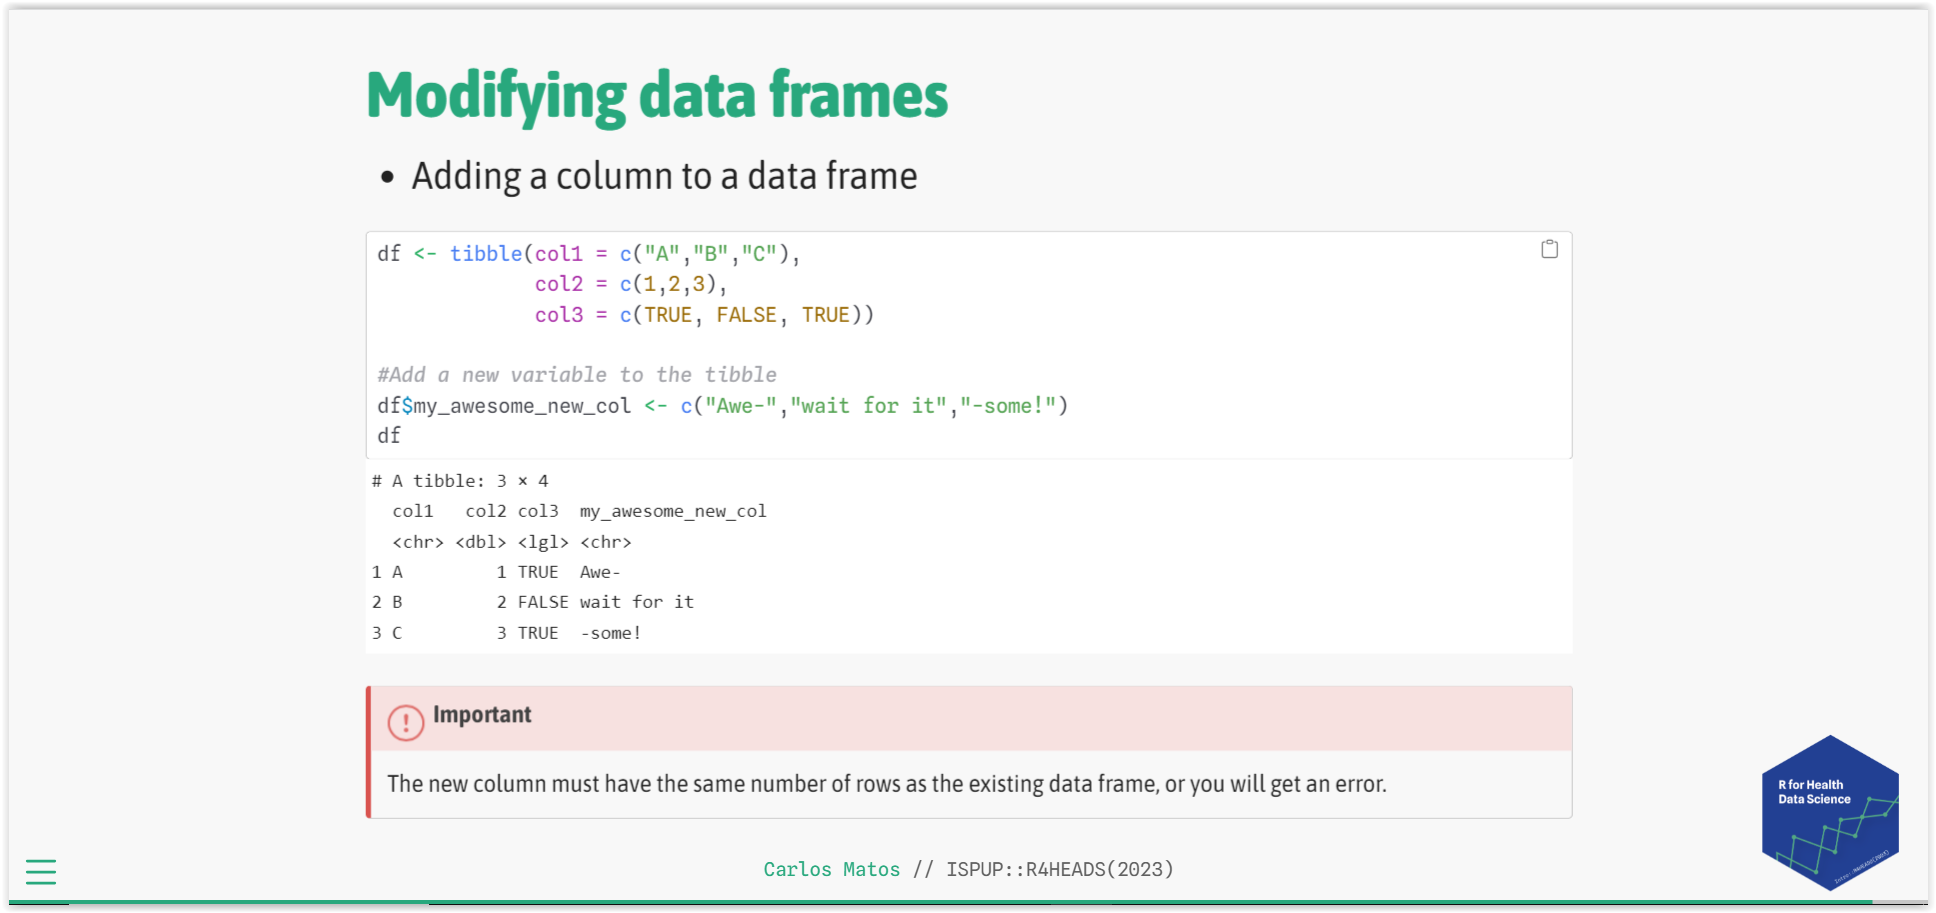 Modifying data frames
• Adding a column to a data frame
df <- tibble(col1 = c("A","B","C"),
             col2 = c(1,2,3),
             col3 = c(TRUE, FALSE, TRUE))
#Add a new variable to the tibble
df$my_awesome_new_col <- c("Awe-","wait for it","-some!")
df
# A tibble: 3 × 4
  col1   col2 col3  my_awesome_new_col
  <chr> <dbl> <lgl> <chr>
1 A         1 TRUE  Awe-
2 B         2 FALSE wait for it
3 C         3 TRUE  -some!
Important
The new column must have the same number of rows as the existing data frame, or you will get an error.
R for Health
Data Science
Carlos Matos // ISPUP::R4HEADS(2023)